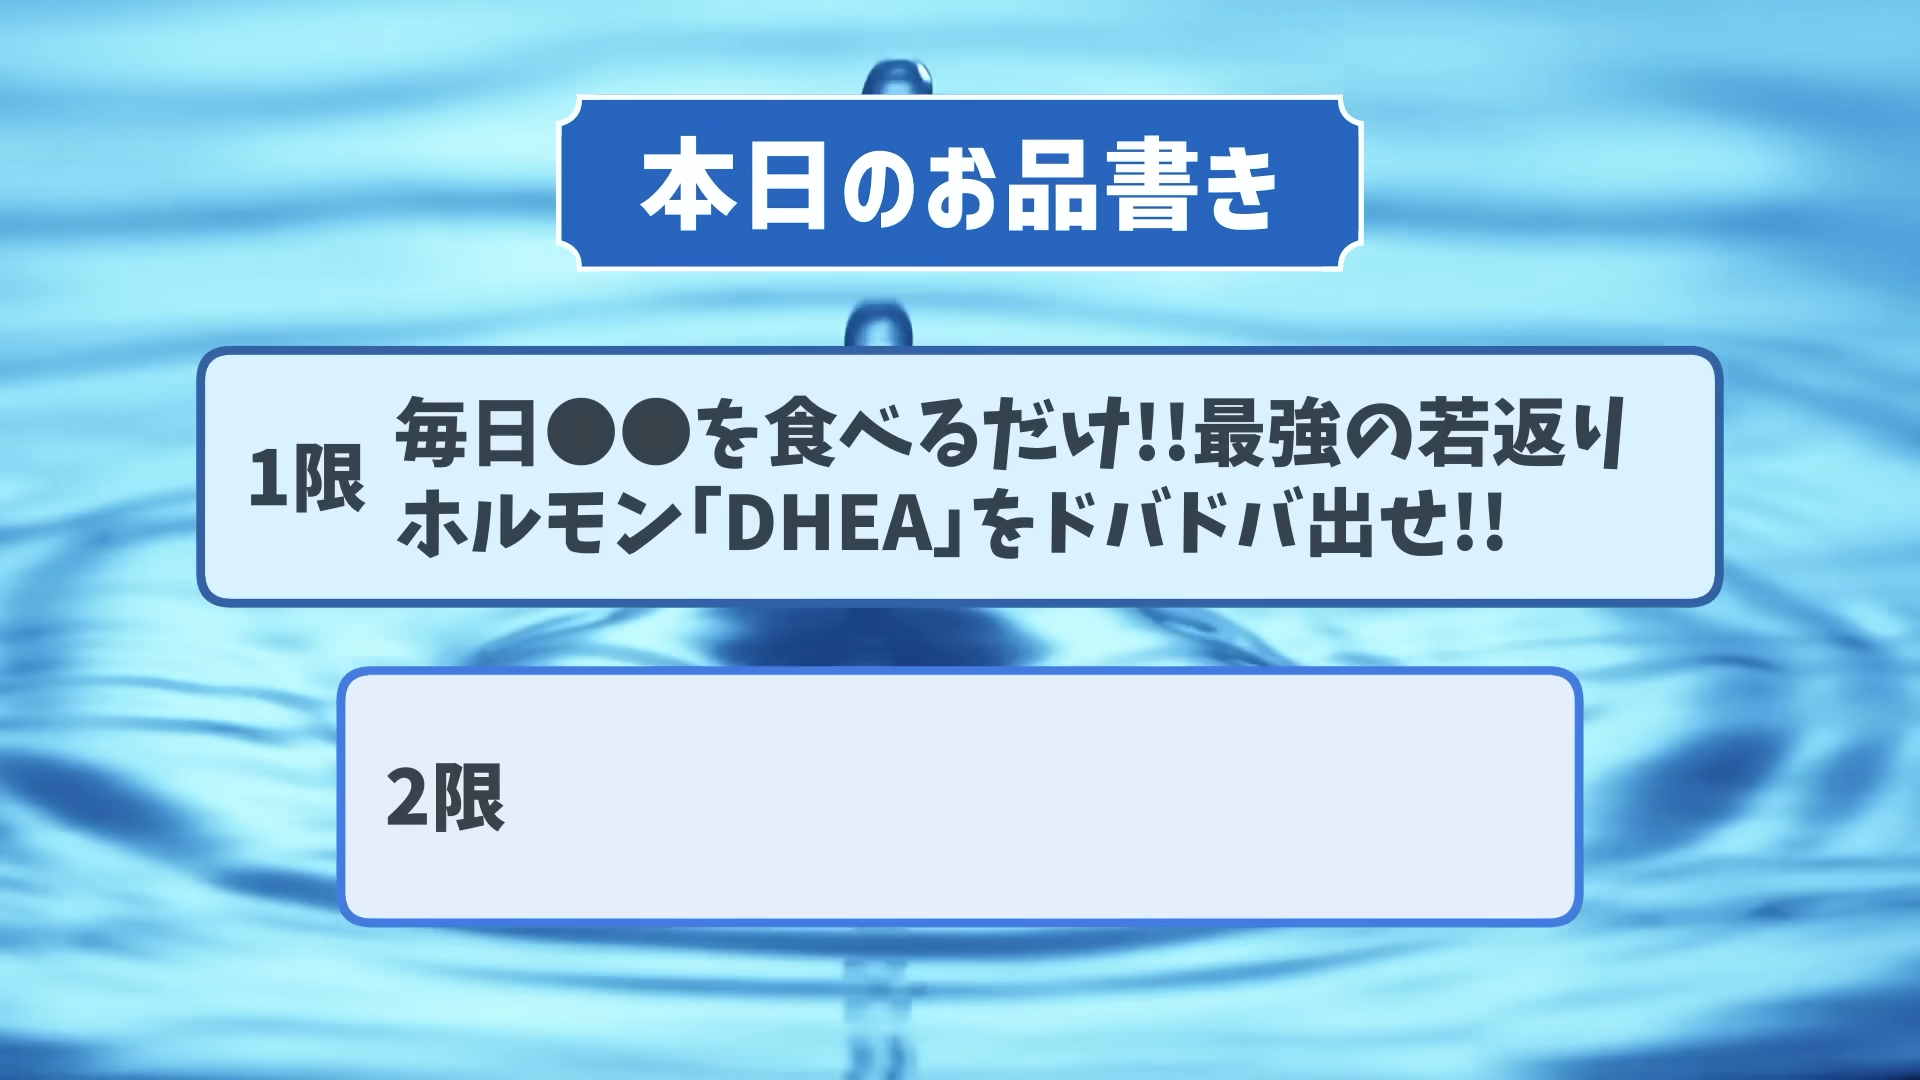 本日のお品書き
1限
毎日●●を食べるだけ!!最強の若返り
ホルモン「DHEA」をドバドバ出せ!!
2限